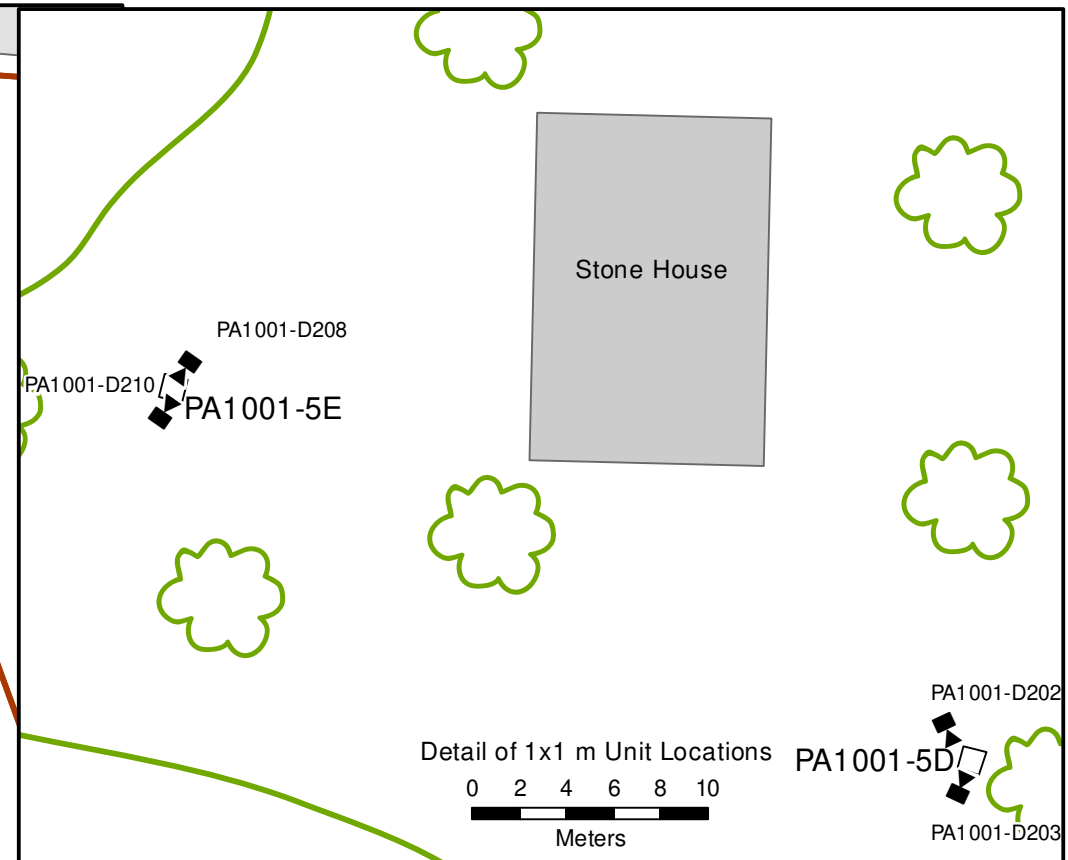 Stone House
PA1001-D208
PA1001-D210
PA1001-5E
PA1001-D202
Detail of 1x1 m Unit Locations
PA1001-5D
0 2 4 6 8 10
Meters
PA1001-D203